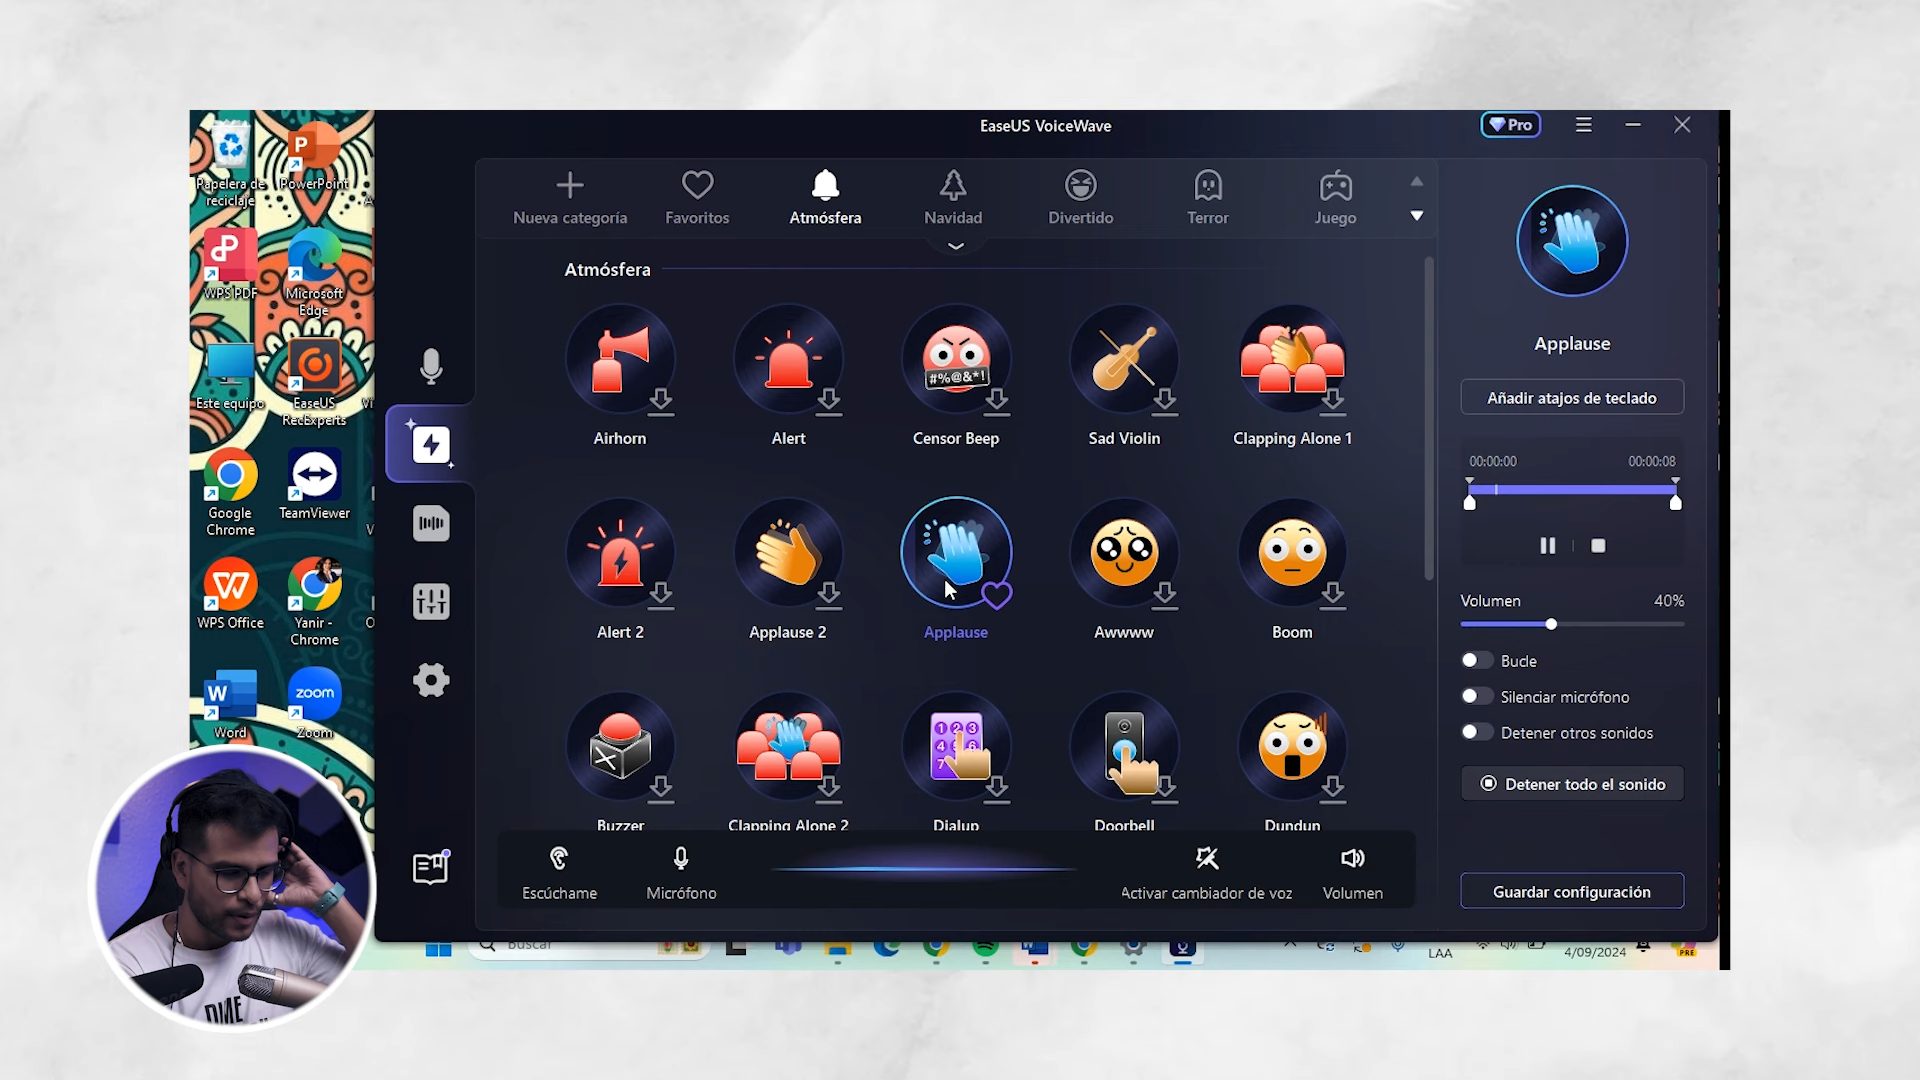 EaseUS VoiceWave
Pro
Nueva categoría
Favoritos
Atmósfera
Navidad
Divertido
Terror
Juego
Atmósfera
#%@&*!
Airhorn
Alert
Censor Beep
Sad Violin
Clapping Alone 1
Alert 2
Applause 2
Applause
Awwww
Boom
Buzzer
Clapping Alone 2
Dialup
Doorbell
Dundun
Escúchame
Micrófono
Activar cambiador de voz
Volumen
Applause
Añadir atajos de teclado
00:00:00
00:00:08
Volumen
40%
Bucle
Silenciar micrófono
Detener otros sonidos
Detener todo el sonido
Guardar configuración
Papelera de
reciclaje
PowerPoint
WPS PDF
Microsoft
Edge
Este equipo
EaseUS
RecExperts
Google
Chrome
TeamViewer
WPS Office
Yanir -
Chrome
Word
zoom
Zoom
Buscar
LAA
4/09/2024
PRE